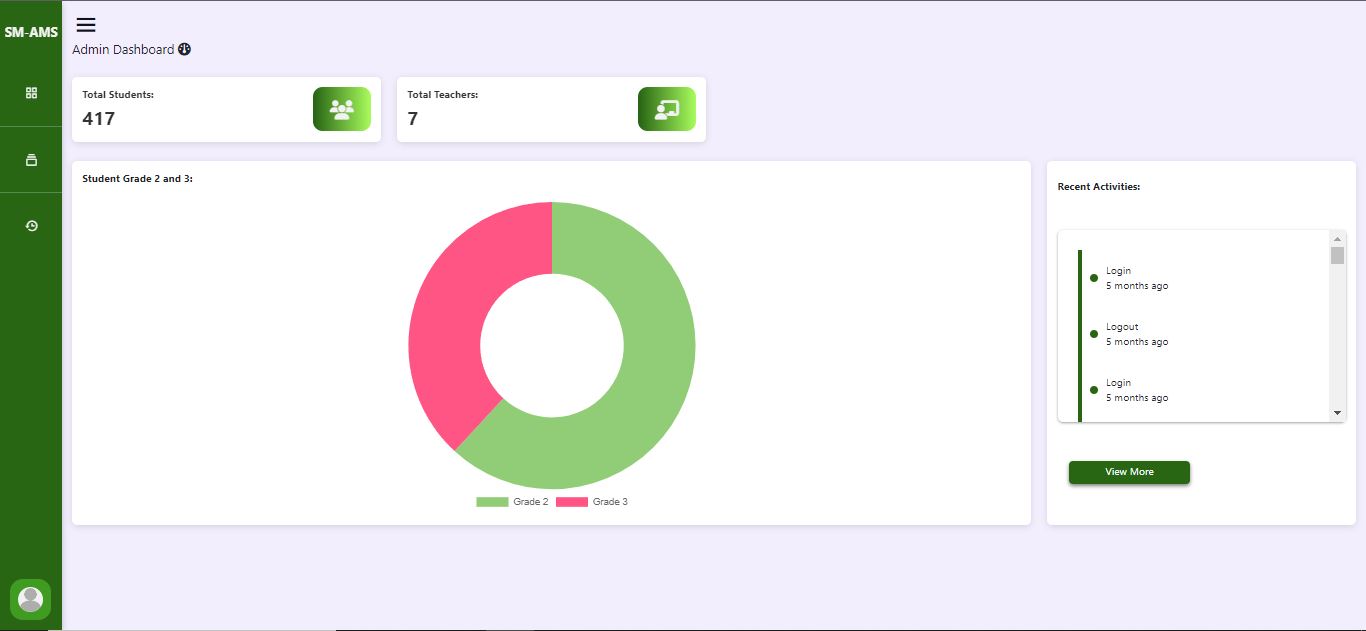 SM-AMS
Admin Dashboard
Total Students:
417
Total Teachers:
7
Student Grade 2 and 3:
Grade 2
Grade 3
Recent Activities:
Login
5 months ago
Logout
5 months ago
Login
5 months ago
View More